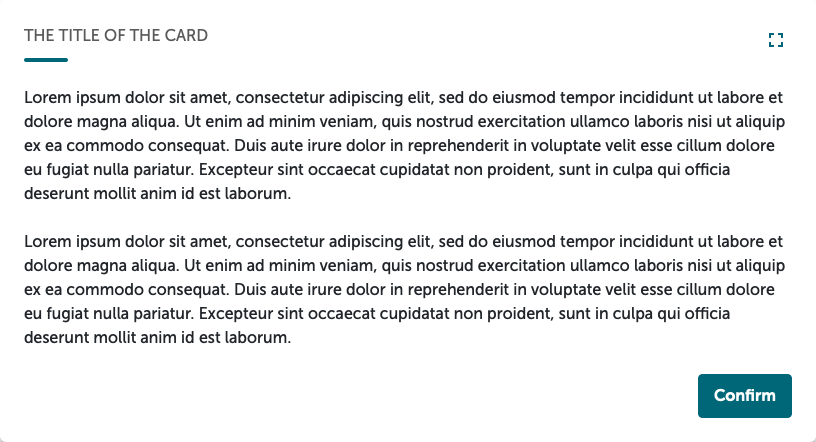 THE TITLE OF THE CARD
Lorem ipsum dolor sit amet, consectetur adipiscing elit, sed do eiusmod tempor incididunt ut labore et
dolore magna aliqua. Ut enim ad minim veniam, quis nostrud exercitation ullamco laboris nisi ut aliquip
ex ea commodo consequat. Duis aute irure dolor in reprehenderit in voluptate velit esse cillum dolore
eu fugiat nulla pariatur. Excepteur sint occaecat cupidatat non proident, sunt in culpa qui officia
deserunt mollit anim id est laborum.
Lorem ipsum dolor sit amet, consectetur adipiscing elit, sed do eiusmod tempor incididunt ut labore et
dolore magna aliqua. Ut enim ad minim veniam, quis nostrud exercitation ullamco laboris nisi ut aliquip
ex ea commodo consequat. Duis aute irure dolor in reprehenderit in voluptate velit esse cillum dolore
eu fugiat nulla pariatur. Excepteur sint occaecat cupidatat non proident, sunt in culpa qui officia
deserunt mollit anim id est laborum.
Confirm